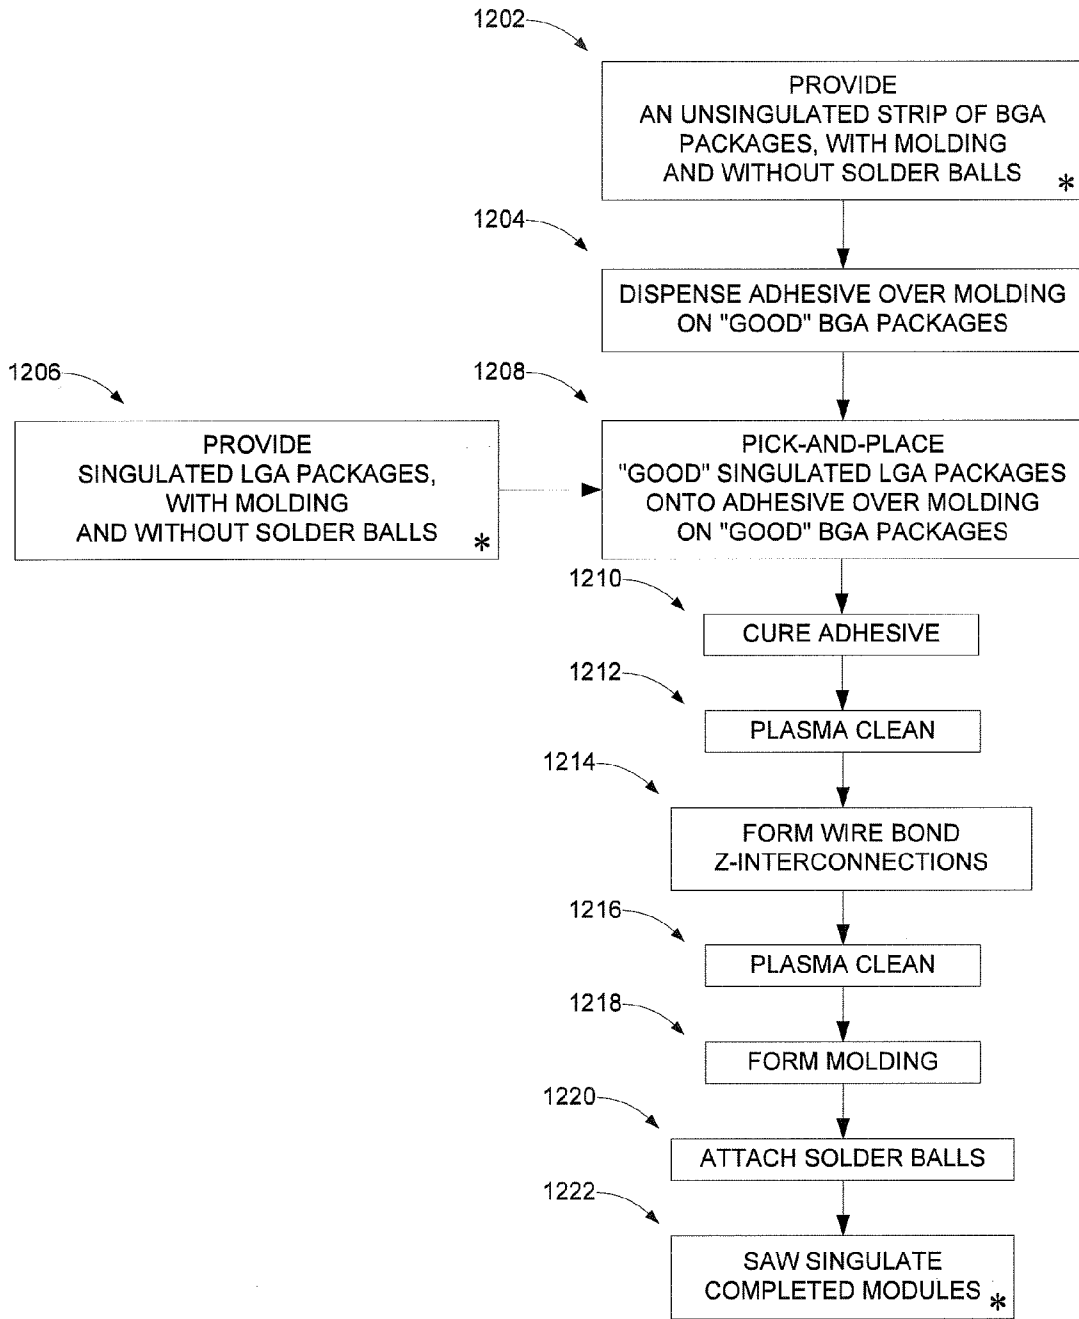 1202
PROVIDE
AN UNSINGULATED STRIP OF BGA
PACKAGES, WITH MOLDING
AND WITHOUT SOLDER BALLS *
1204
DISPENSE ADHESIVE OVER MOLDING
ON "GOOD" BGA PACKAGES
1206
PROVIDE
SINGULATED LGA PACKAGES,
WITH MOLDING
AND WITHOUT SOLDER BALLS *
1208
PICK-AND-PLACE
"GOOD" SINGULATED LGA PACKAGES
ONTO ADHESIVE OVER MOLDING
ON "GOOD" BGA PACKAGES
1210
CURE ADHESIVE
1212
PLASMA CLEAN
1214
FORM WIRE BOND
Z-INTERCONNECTIONS
1216
PLASMA CLEAN
1218
FORM MOLDING
1220
ATTACH SOLDER BALLS
1222
SAW SINGULATE
COMPLETED MODULES *